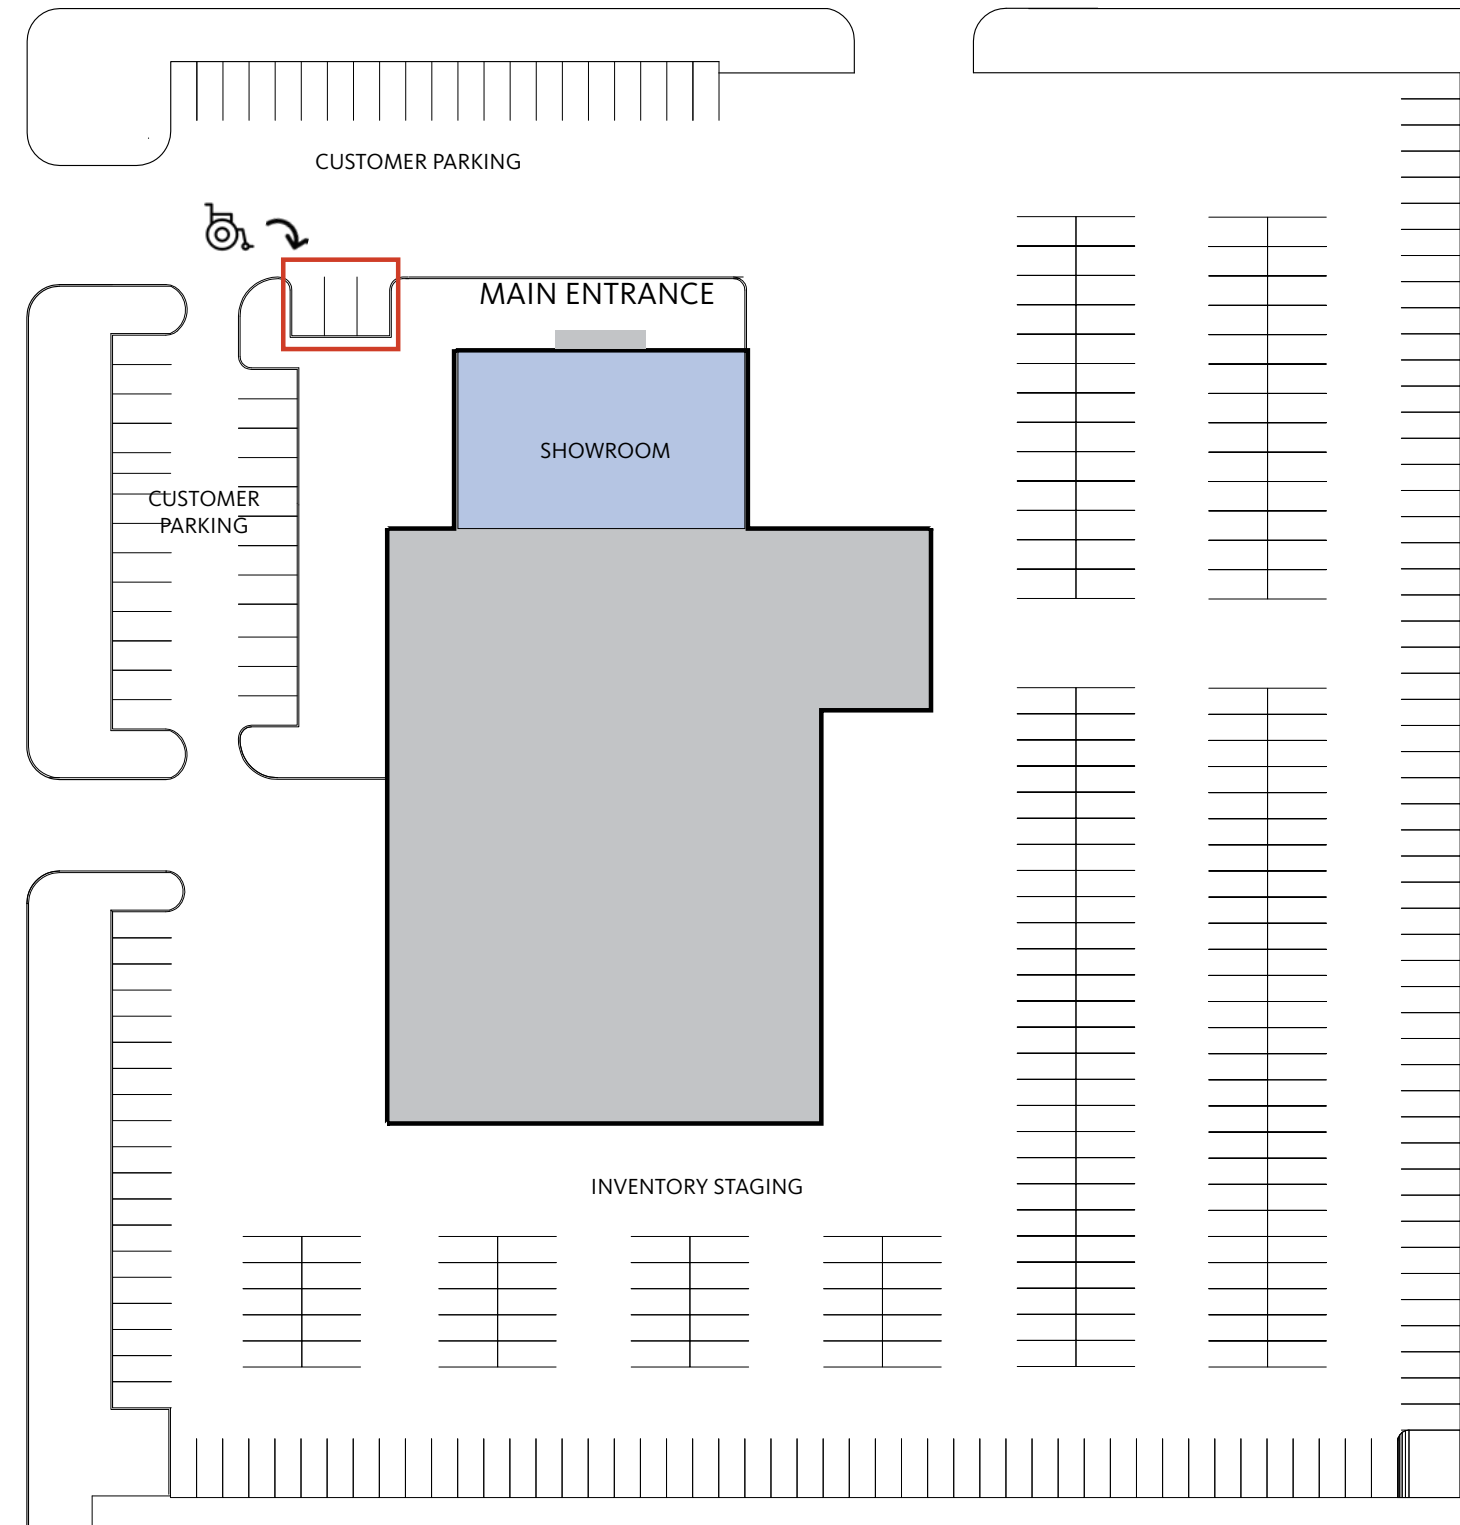 CUSTOMER PARKING
MAIN ENTRANCE
SHOWROOM
CUSTOMER
PARKING
INVENTORY STAGING